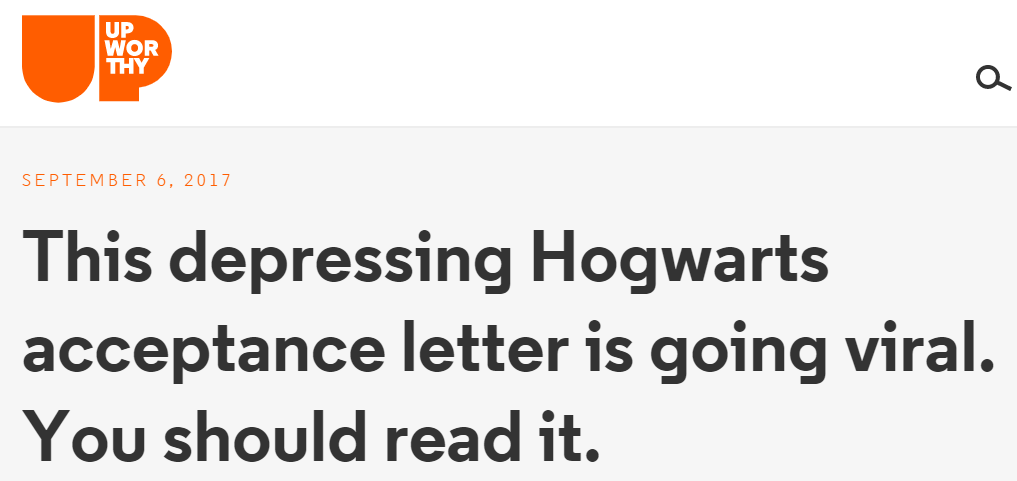 UP
WOR
THY
SEPTEMBER 6, 2017
This depressing Hogwarts
acceptance letter is going viral.
You should read it.